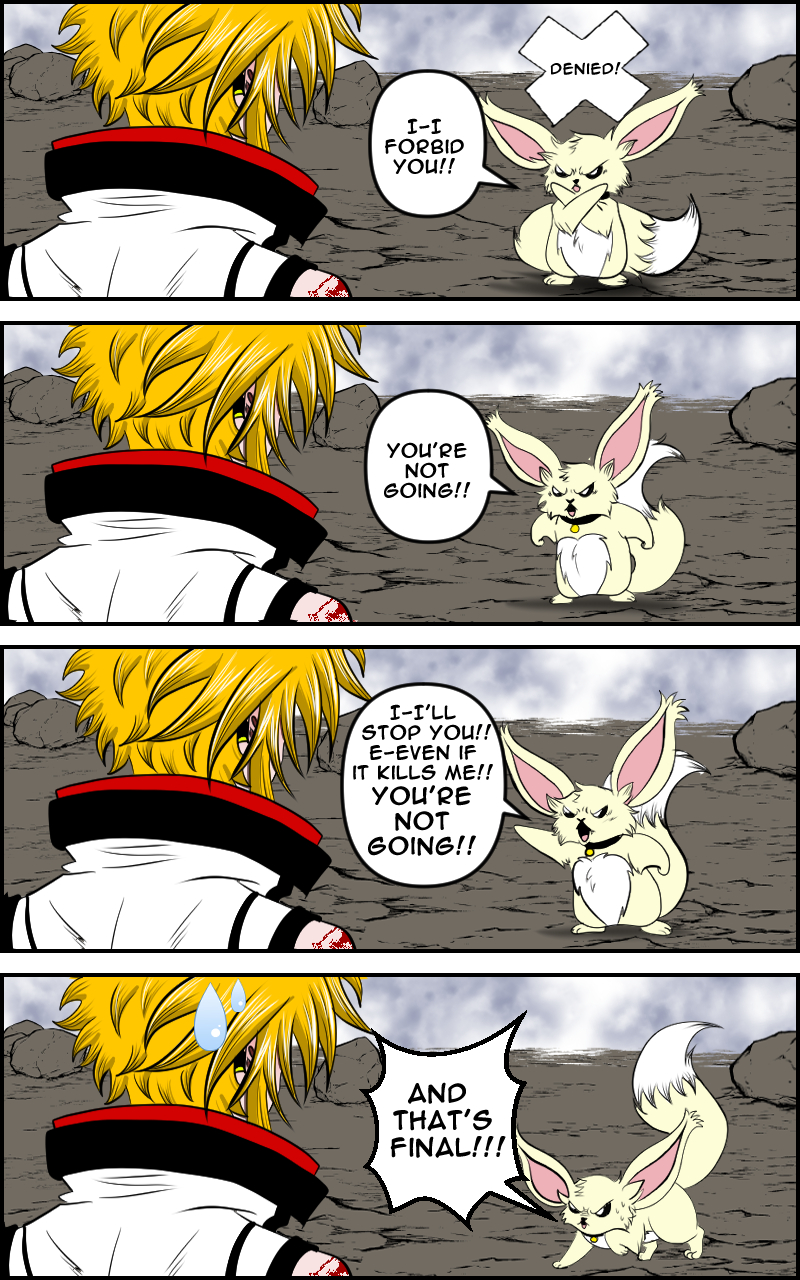 DENIED!
I-I
FORBID
YOU!!
YOU'RE
NOT
GOING!!
I-I'LL
STOP YOU!!
E-EVEN IF
IT KILLS ME!!
YOU'RE
NOT
GOING!!
AND
THAT'S
FINAL!!!